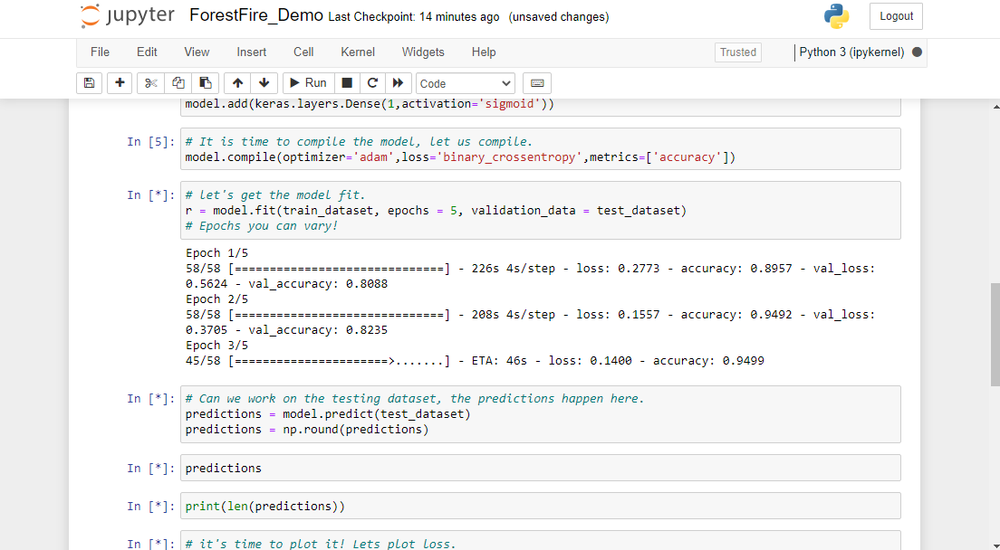 jupyter ForestFire_Demo Last Checkpoint: 14 minutes ago (unsaved changes) Logout
File Edit View Insert Cell Kernel Widgets Help Trusted Python 3 (ipykernel)
Run Code
model.add(keras.layers.Dense(1,activation='sigmoid'))
In [5]: # It is time to compile the model, let us compile.
model.compile(optimizer='adam',loss='binary_crossentropy',metrics=['accuracy'])
In [*]: # let's get the model fit.
r = model.fit(train_dataset, epochs = 5, validation_data = test_dataset)
# Epochs you can vary!
Epoch 1/5
58/58 [==============================] - 226s 4s/step - loss: 0.2773 - accuracy: 0.8957 - val_loss:
0.5624 - val_accuracy: 0.8088
Epoch 2/5
58/58 [==============================] - 208s 4s/step - loss: 0.1557 - accuracy: 0.9492 - val_loss:
0.3705 - val_accuracy: 0.8235
Epoch 3/5
45/58 [======================>.......] - ETA: 46s - loss: 0.1400 - accuracy: 0.9499
In [*]: # Can we work on the testing dataset, the predictions happen here.
predictions = model.predict(test_dataset)
predictions = np.round(predictions)
In [*]: predictions
In [*]: print(len(predictions))
In [*]: # it's time to plot it! Lets plot loss.